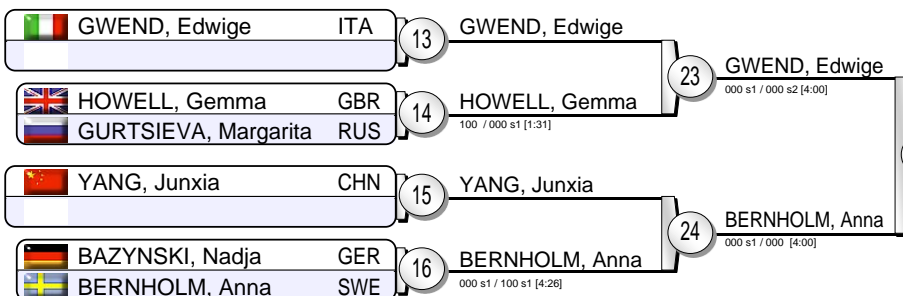 GWEND, Edwige ITA
13
GWEND, Edwige
23
GWEND, Edwige
000 s1 / 000 s2 [4:00]
HOWELL, Gemma GBR
GURTSIEVA, Margarita RUS
14
HOWELL, Gemma
100 / 000 s1 [1:31]
YANG, Junxia CHN
15
YANG, Junxia
24
BERNHOLM, Anna
000 s1 / 000 [4:00]
BAZYNSKI, Nadja GER
BERNHOLM, Anna SWE
16
BERNHOLM, Anna
000 s1 / 100 s1 [4:26]